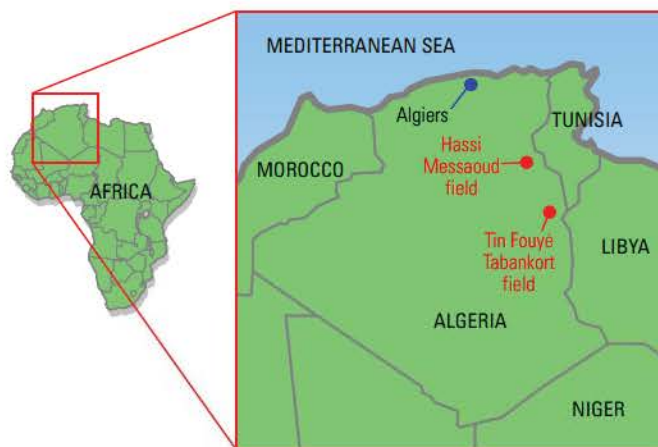 MEDITERRANEAN SEA
Algiers
TUNISIA
Hassi
Messaoud
field
MOROCCO
AFRICA
Tin Fouyé
Tabankort
field
LIBYA
ALGERIA
NIGER